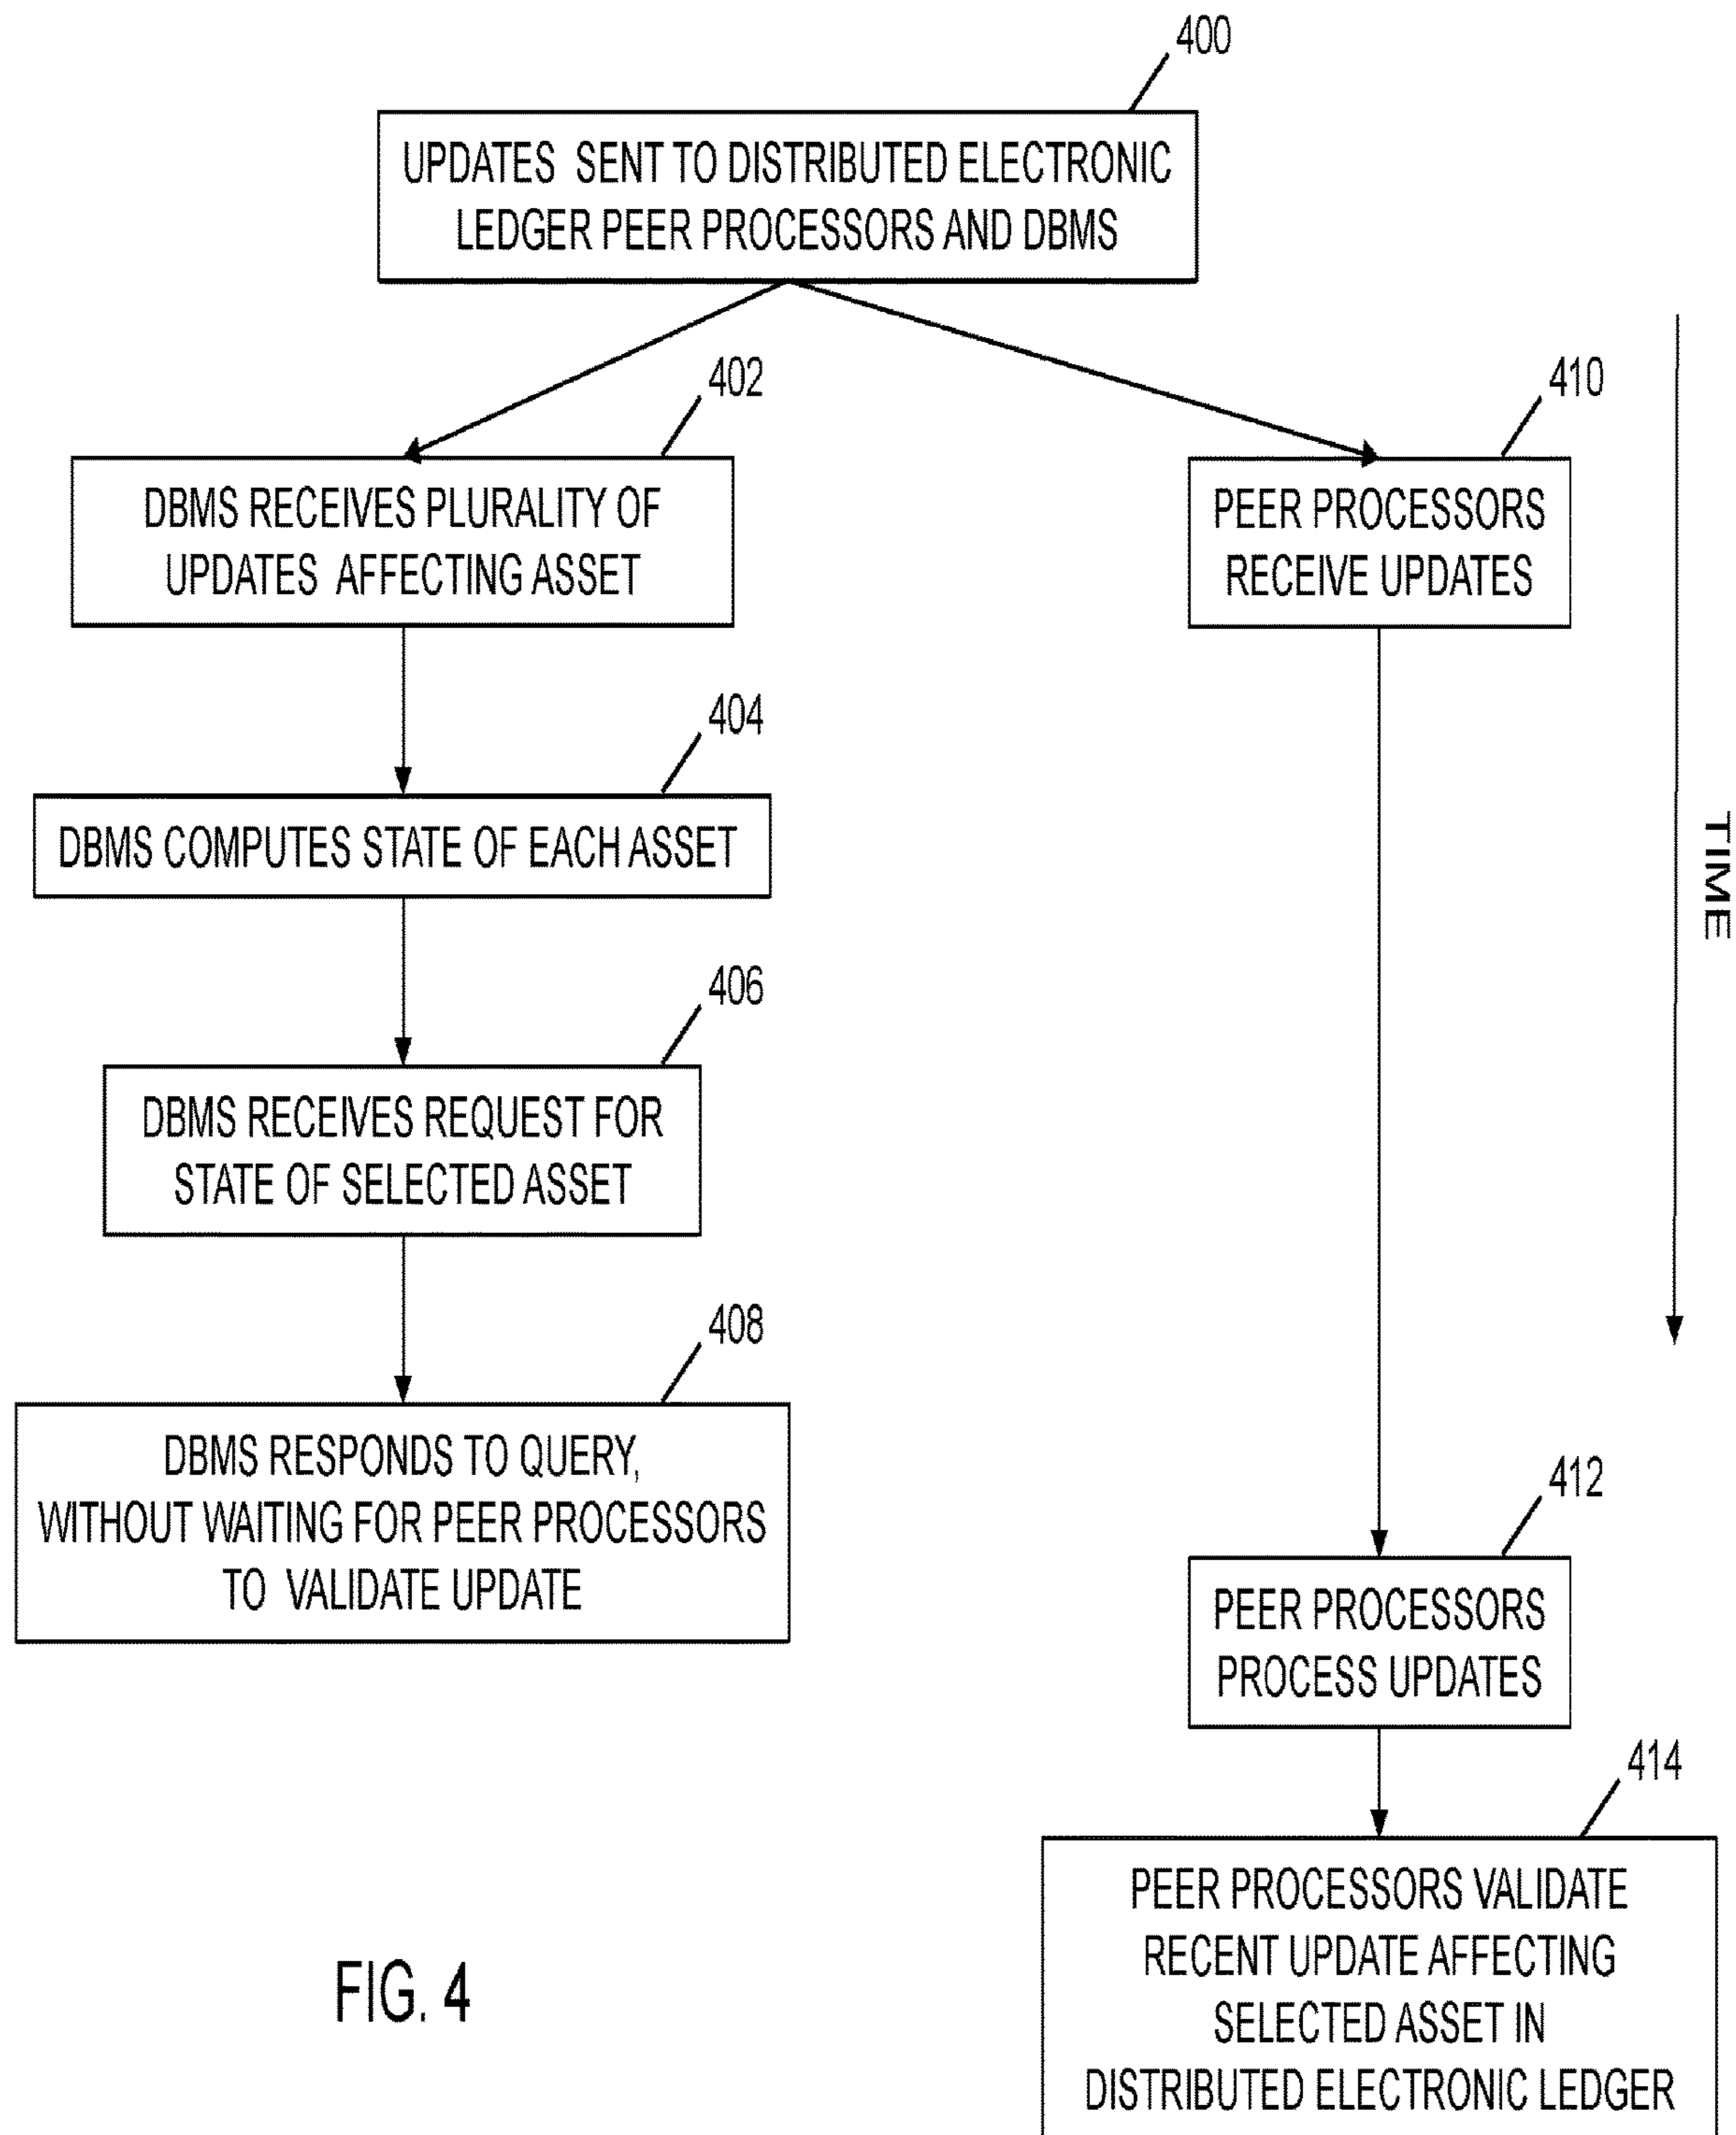 400
UPDATES SENT TO DISTRIBUTED ELECTRONIC
LEDGER PEER PROCESSORS AND DBMS
402
DBMS RECEIVES PLURALITY OF
UPDATES AFFECTING ASSET
410
PEER PROCESSORS
RECEIVE UPDATES
404
DBMS COMPUTES STATE OF EACH ASSET
TIME
406
DBMS RECEIVES REQUEST FOR
STATE OF SELECTED ASSET
408
DBMS RESPONDS TO QUERY,
WITHOUT WAITING FOR PEER PROCESSORS
TO VALIDATE UPDATE
412
PEER PROCESSORS
PROCESS UPDATES
414
PEER PROCESSORS VALIDATE
RECENT UPDATE AFFECTING
SELECTED ASSET IN
DISTRIBUTED ELECTRONIC LEDGER
FIG. 4